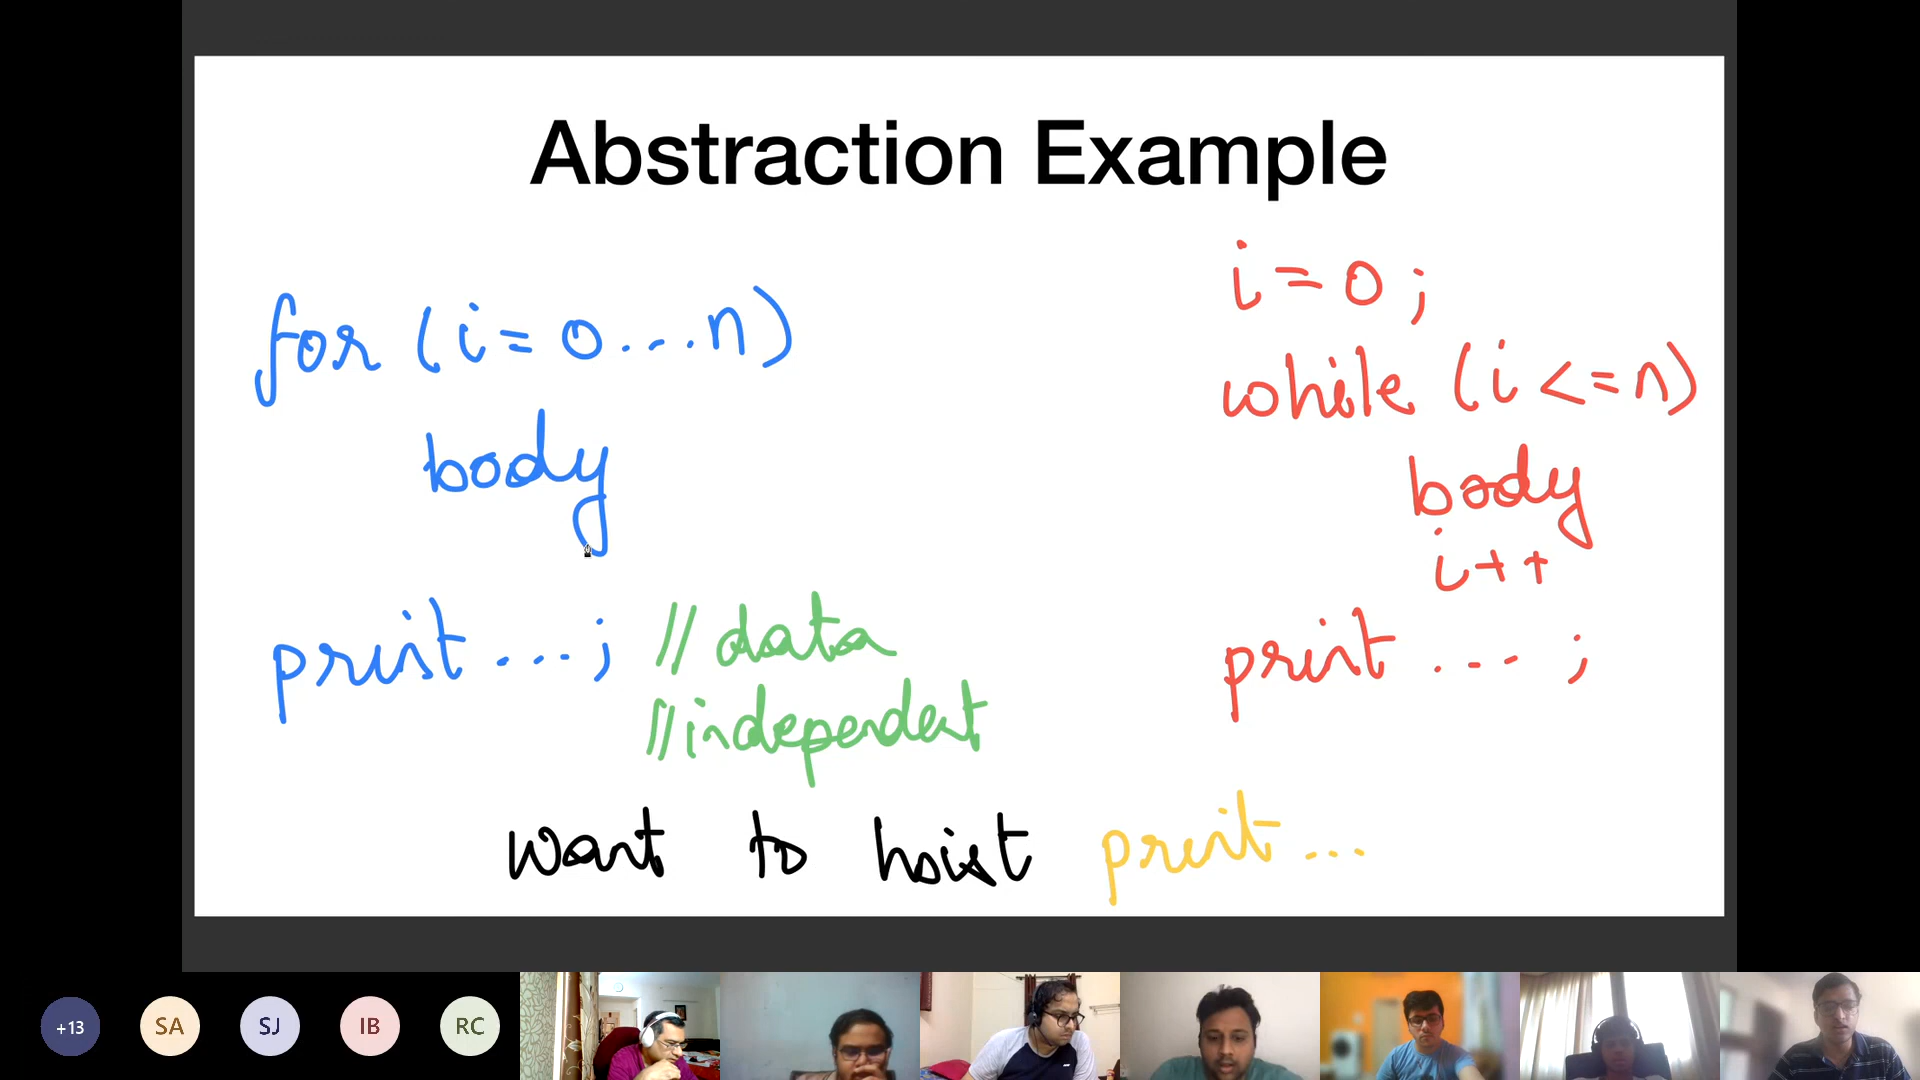 Abstraction Example
for (i = 0...n)
body
print ...; // data
// independent
i = 0;
while (i <= n)
body
i++
print ... ;
want to hoist print ...
+13
SA
SJ
IB
RC